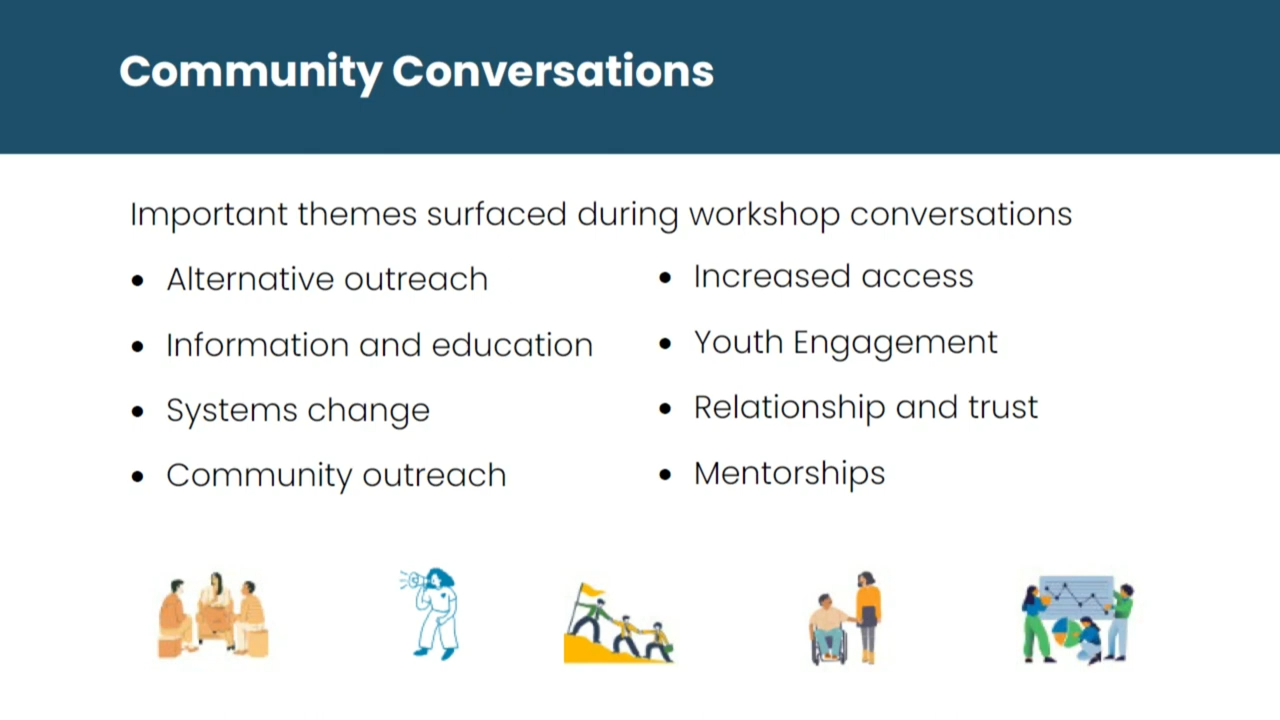 Community Conversations
Important themes surfaced during workshop conversations
• Alternative outreach
• Information and education
• Systems change
• Community outreach
• Increased access
• Youth Engagement
• Relationship and trust
• Mentorships